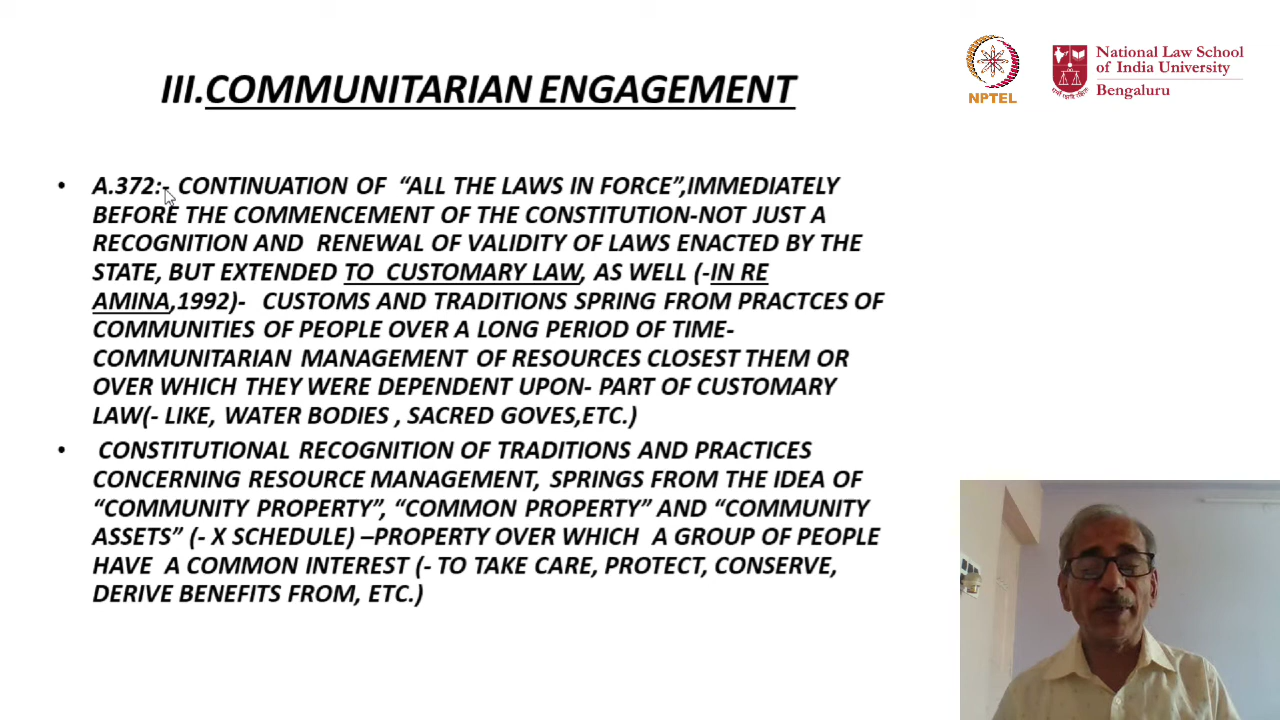 III.COMMUNITARIAN ENGAGEMENT
NPTEL
National Law School
of India University
Bengaluru
• A.372:- CONTINUATION OF “ALL THE LAWS IN FORCE”,IMMEDIATELY
BEFORE THE COMMENCEMENT OF THE CONSTITUTION-NOT JUST A
RECOGNITION AND RENEWAL OF VALIDITY OF LAWS ENACTED BY THE
STATE, BUT EXTENDED TO CUSTOMARY LAW, AS WELL (-IN RE
AMINA,1992)- CUSTOMS AND TRADITIONS SPRING FROM PRACTCES OF
COMMUNITIES OF PEOPLE OVER A LONG PERIOD OF TIME-
COMMUNITARIAN MANAGEMENT OF RESOURCES CLOSEST THEM OR
OVER WHICH THEY WERE DEPENDENT UPON- PART OF CUSTOMARY
LAW(- LIKE, WATER BODIES , SACRED GOVES,ETC.)
• CONSTITUTIONAL RECOGNITION OF TRADITIONS AND PRACTICES
CONCERNING RESOURCE MANAGEMENT, SPRINGS FROM THE IDEA OF
“COMMUNITY PROPERTY”, “COMMON PROPERTY” AND “COMMUNITY
ASSETS” (- X SCHEDULE) –PROPERTY OVER WHICH A GROUP OF PEOPLE
HAVE A COMMON INTEREST (- TO TAKE CARE, PROTECT, CONSERVE,
DERIVE BENEFITS FROM, ETC.)